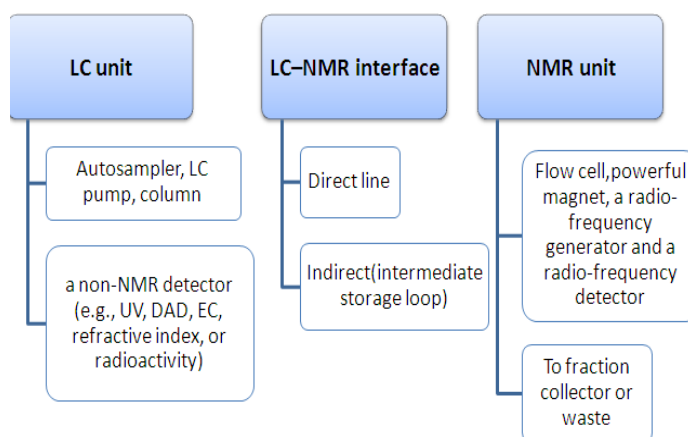 LC unit
Autosampler, LC
pump, column
a non-NMR detector
(e.g., UV, DAD, EC,
refractive index, or
radioactivity)
LC–NMR interface
Direct line
Indirect(intermediate
storage loop)
NMR unit
Flow cell,powerful
magnet, a radio-
frequency
generator and a
radio-frequency
detector
To fraction
collector or
waste